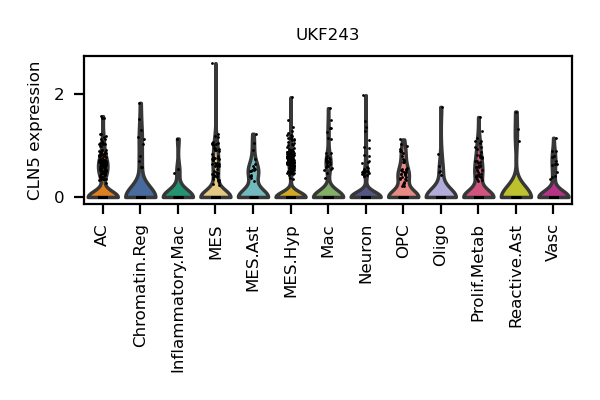 UKF243
CLN5 expression
2
0
AC
Chromatin.Reg
Inflammatory.Mac
MES
MES.Ast
MES.Hyp
Mac
Neuron
OPC
Oligo
Prolif.Metab
Reactive.Ast
Vasc